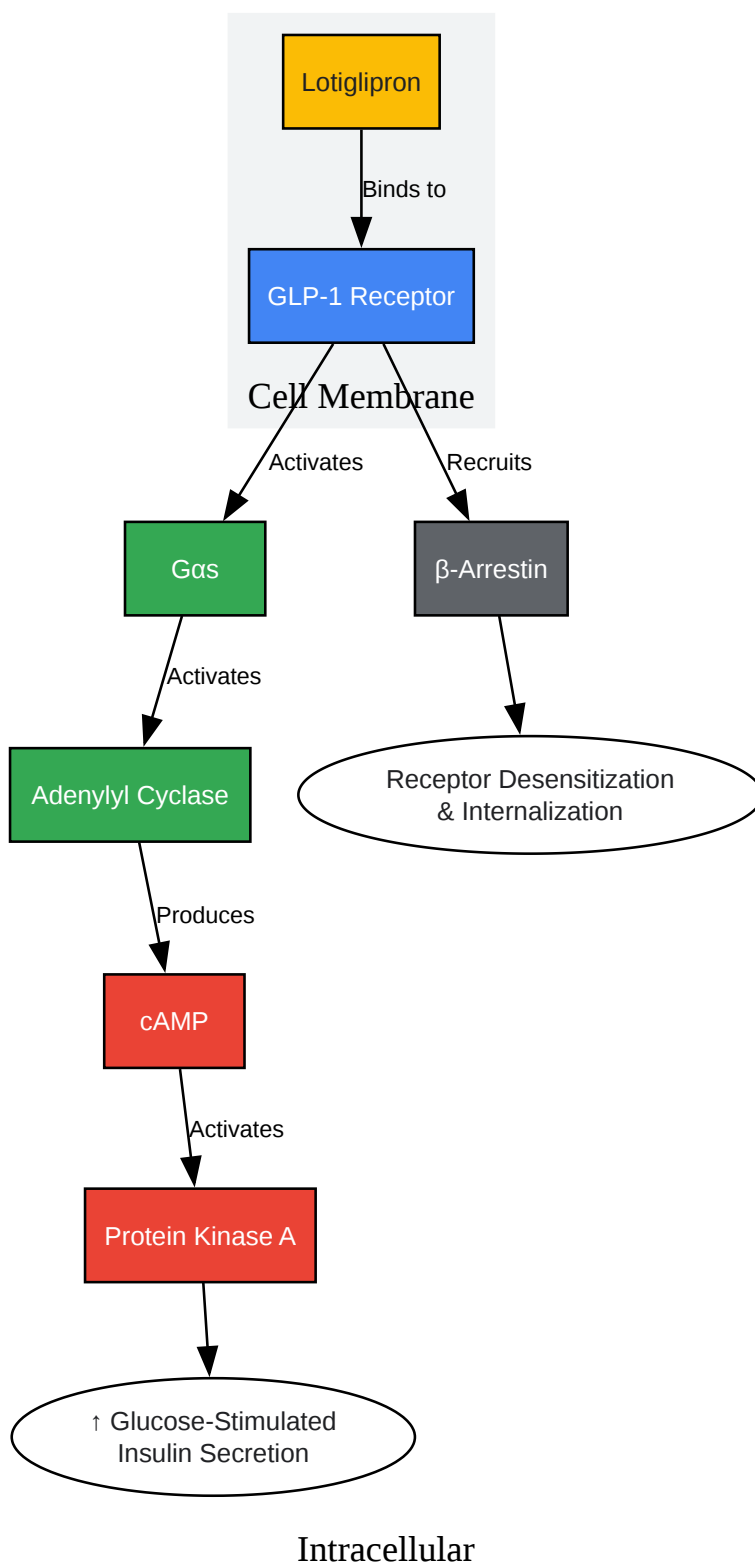 Lotiglipron
Binds to
GLP-1 Receptor
Cell Membrane
Activates
Recruits
Gαs
β-Arrestin
Activates
Adenylyl Cyclase
Receptor Desensitization
& Internalization
Produces
cAMP
Activates
Protein Kinase A
↑ Glucose-Stimulated
Insulin Secretion
Intracellular